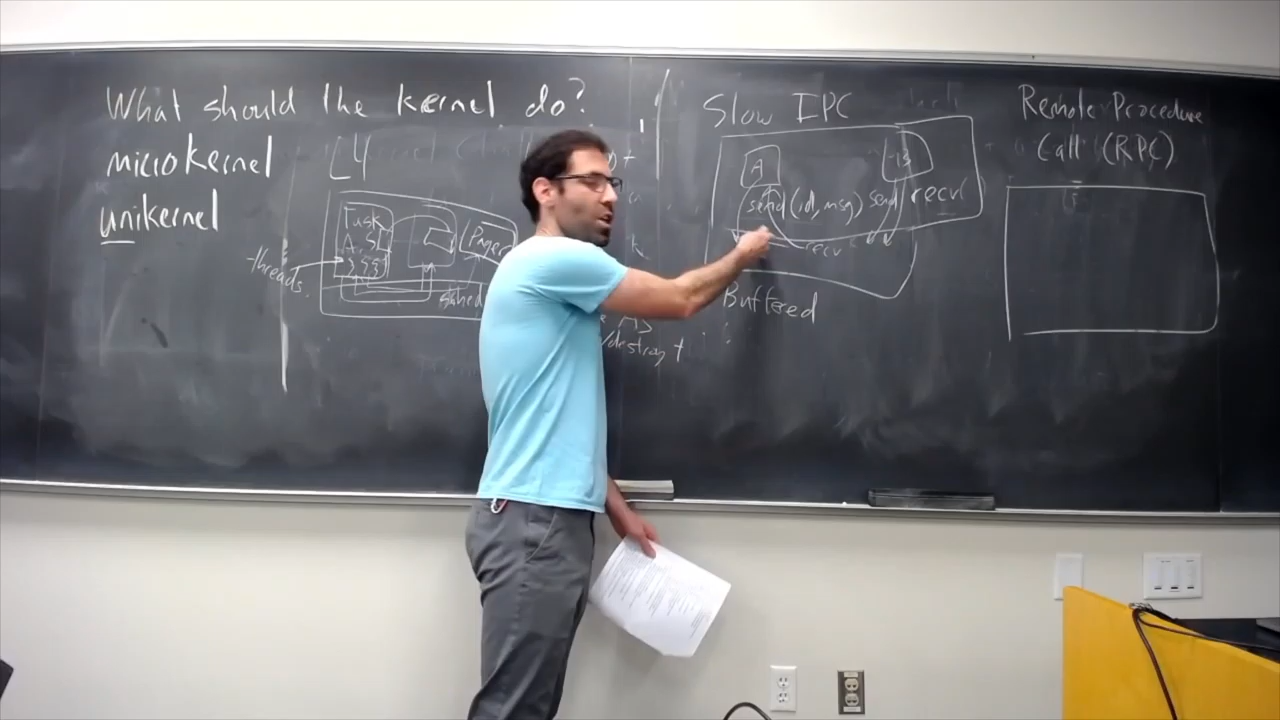 What should the kernel do?
microkernel
unikernel
L4
Task
A.S.
threads
Pager
Sched
/destroy
Slow IPC
A
send(id, msg) send recv
recv
Buffered
Remote Procedure
Call (RPC)